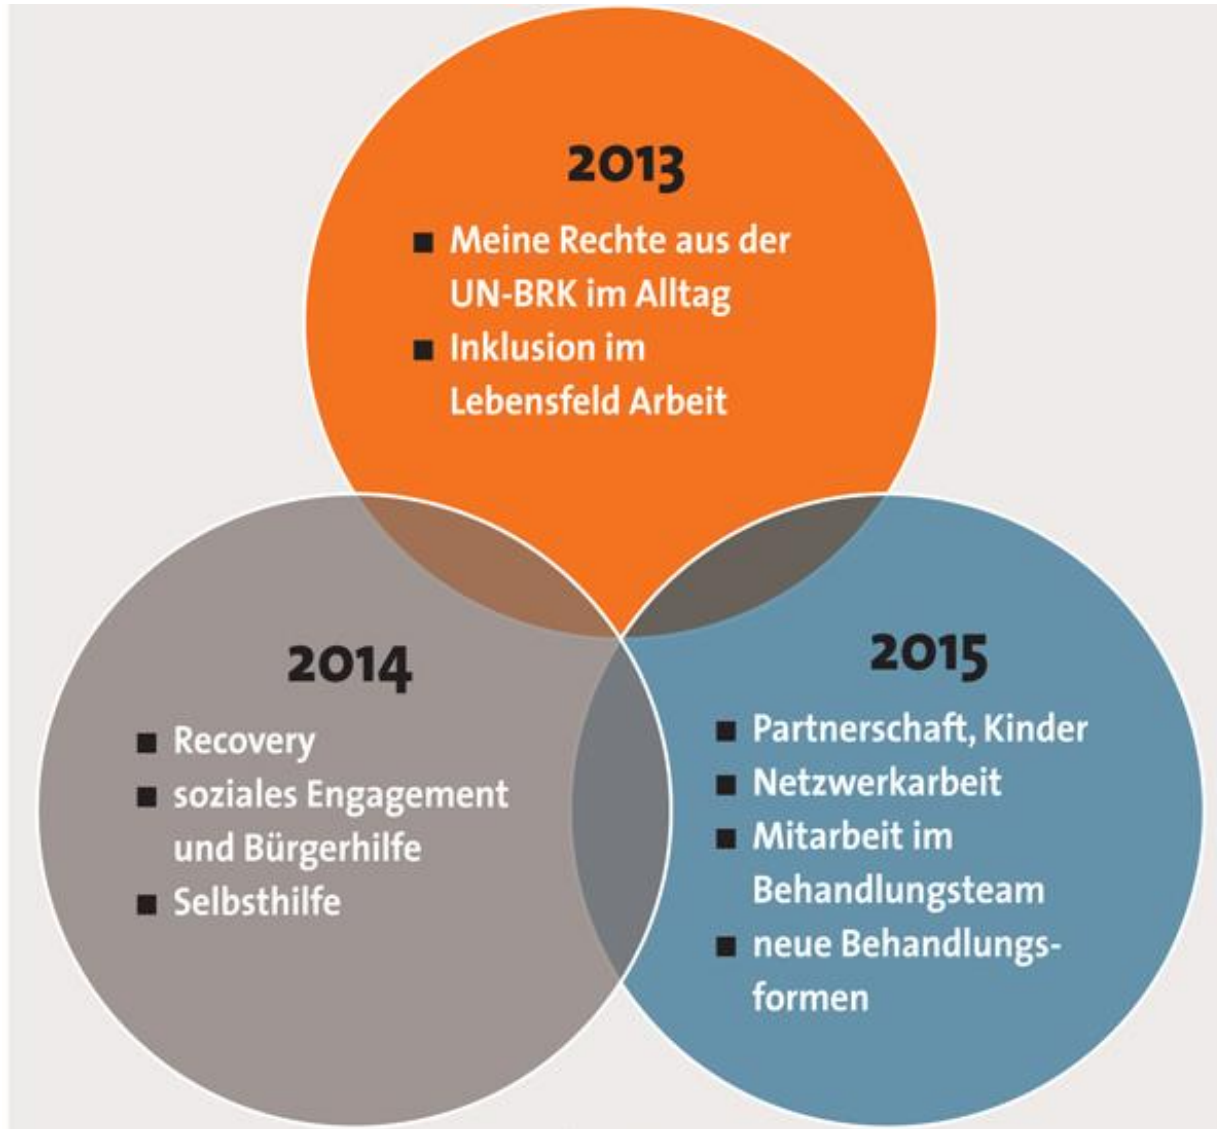 2013
■ Meine Rechte aus der
UN-BRK im Alltag
■ Inklusion im
Lebensfeld Arbeit
2014
■ Recovery
■ soziales Engagement
und Bürgerhilfe
■ Selbsthilfe
2015
■ Partnerschaft, Kinder
■ Netzwerkarbeit
■ Mitarbeit im
Behandlungsteam
■ neue Behandlungs-
formen